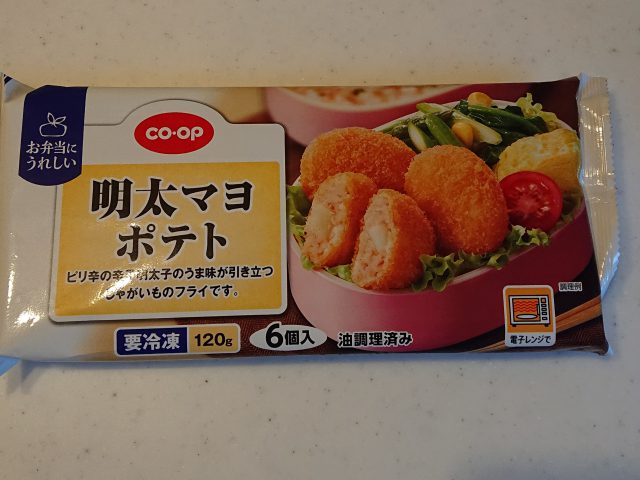 お弁当に
うれしい
CO·OP
明太マヨ
ポテト
ピリ辛の辛子明太子のうま味が引き立つ
じゃがいものフライです。
要冷凍 120g 6個入 油調理済み
調理例
電子レンジで